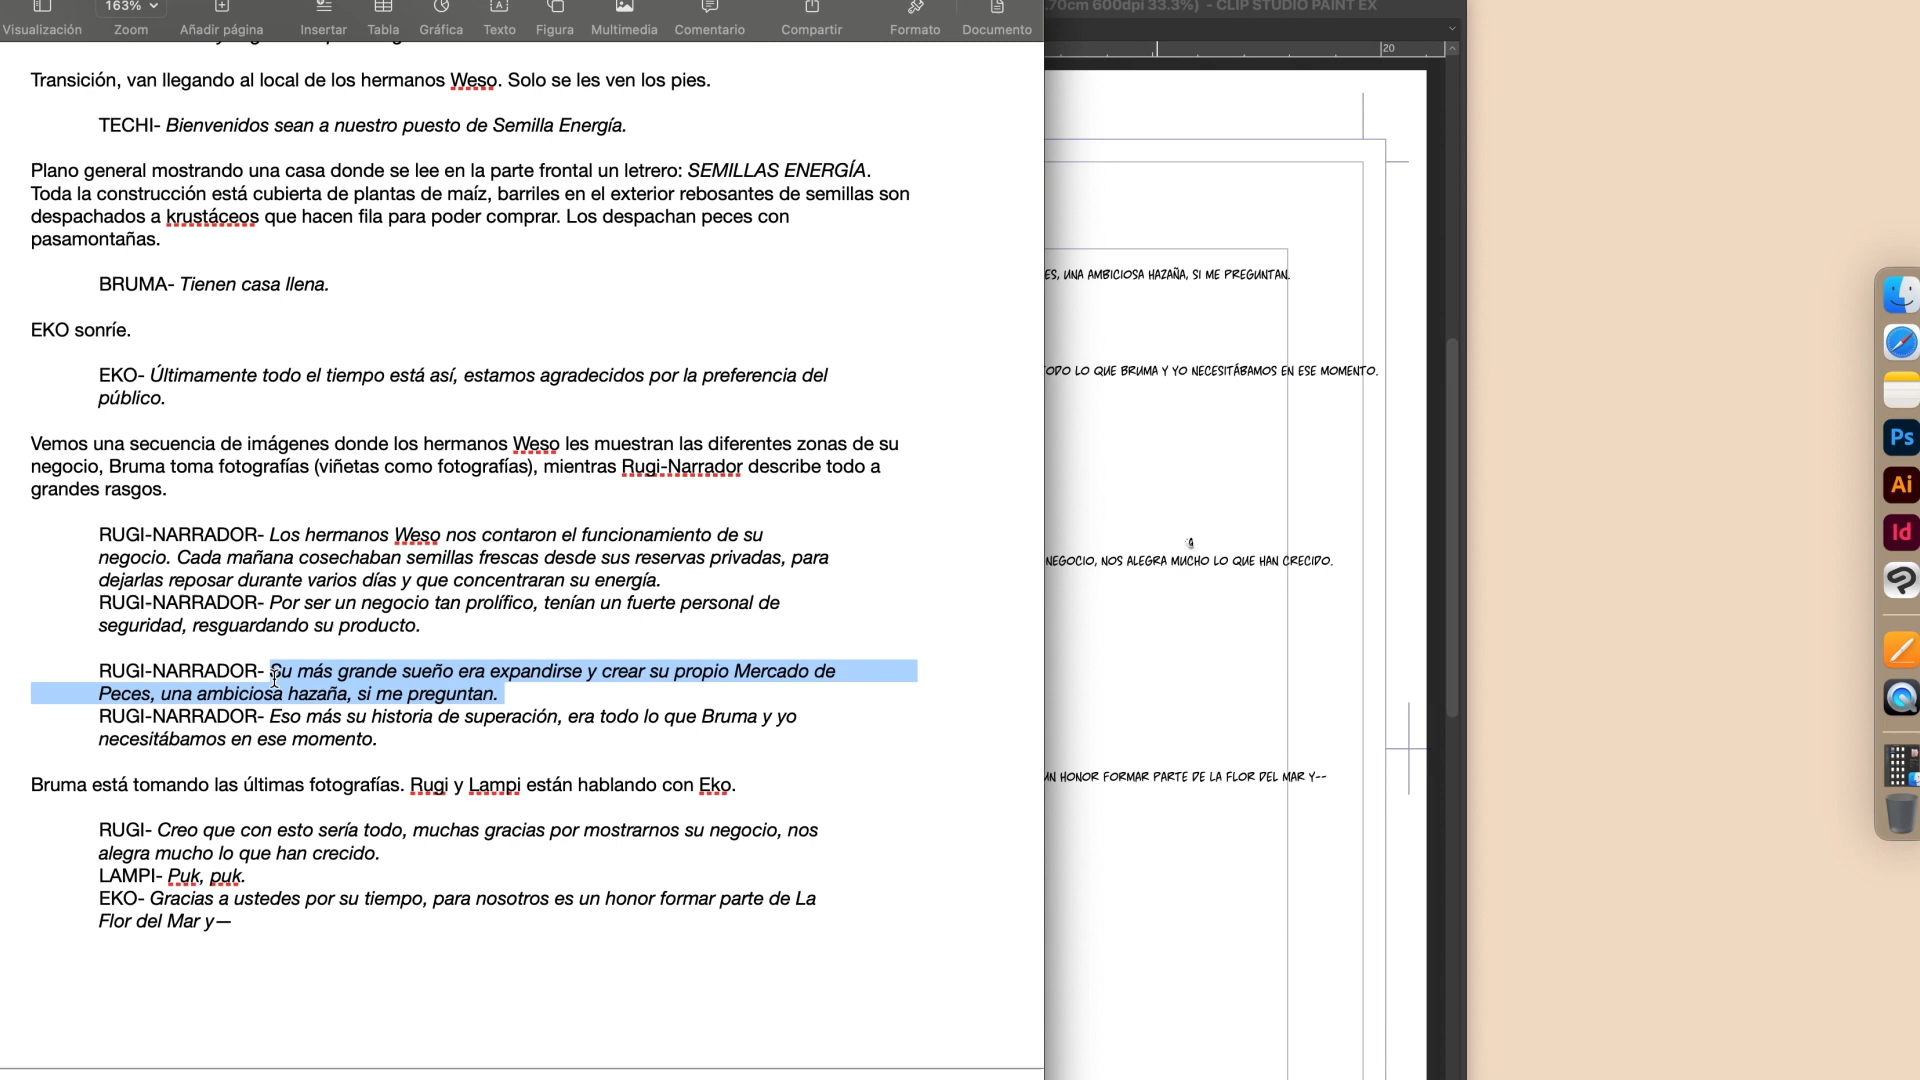 163%
Visualización Zoom Añadir página Insertar Tabla Gráfica Texto Figura Multimedia Comentario Compartir Formato Documento
.70cm 600dpi 33.3%) - CLIP STUDIO PAINT EX
20
Transición, van llegando al local de los hermanos Weso. Solo se les ven los pies.
TECHI- Bienvenidos sean a nuestro puesto de Semilla Energía.
Plano general mostrando una casa donde se lee en la parte frontal un letrero: SEMILLAS ENERGÍA.
Toda la construcción está cubierta de plantas de maíz, barriles en el exterior rebosantes de semillas son
despachados a krustáceos que hacen fila para poder comprar. Los despachan peces con
pasamontañas.
BRUMA- Tienen casa llena.
EKO sonríe.
EKO- Últimamente todo el tiempo está así, estamos agradecidos por la preferencia del
público.
Vemos una secuencia de imágenes donde los hermanos Weso les muestran las diferentes zonas de su
negocio, Bruma toma fotografías (viñetas como fotografías), mientras Rugi-Narrador describe todo a
grandes rasgos.
RUGI-NARRADOR- Los hermanos Weso nos contaron el funcionamiento de su
negocio. Cada mañana cosechaban semillas frescas desde sus reservas privadas, para
dejarlas reposar durante varios días y que concentraran su energía.
RUGI-NARRADOR- Por ser un negocio tan prolífico, tenían un fuerte personal de
seguridad, resguardando su producto.
RUGI-NARRADOR- Su más grande sueño era expandirse y crear su propio Mercado de
Peces, una ambiciosa hazaña, si me preguntan.
RUGI-NARRADOR- Eso más su historia de superación, era todo lo que Bruma y yo
necesitábamos en ese momento.
Bruma está tomando las últimas fotografías. Rugi y Lampi están hablando con Eko.
RUGI- Creo que con esto sería todo, muchas gracias por mostrarnos su negocio, nos
alegra mucho lo que han crecido.
LAMPI- Puk, puk.
EKO- Gracias a ustedes por su tiempo, para nosotros es un honor formar parte de La
Flor del Mar y—
ES, UNA AMBICIOSA HAZAÑA, SI ME PREGUNTAN.
ODO LO QUE BRUMA Y YO NECESITÁBAMOS EN ESE MOMENTO.
NEGOCIO, NOS ALEGRA MUCHO LO QUE HAN CRECIDO.
UN HONOR FORMAR PARTE DE LA FLOR DEL MAR Y--
Ps
Ai
Id